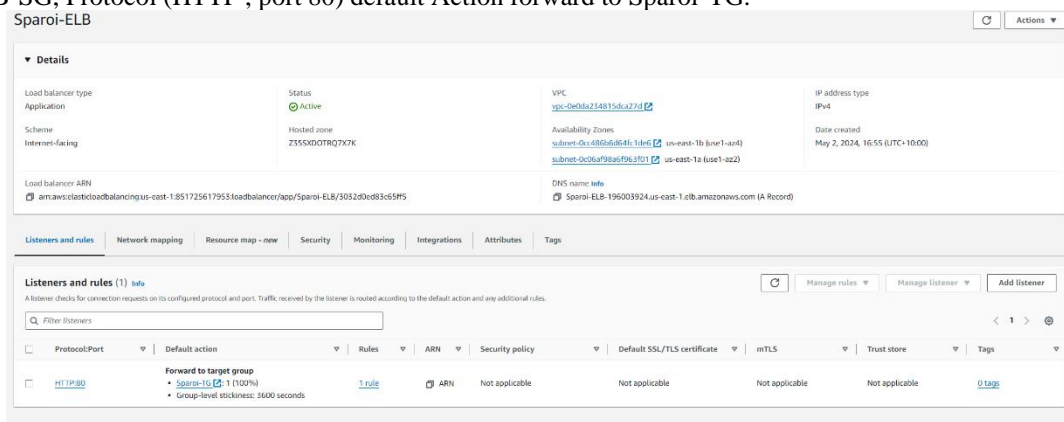 B-SG, Protocol (HTTP, port 80) default Action forward to Sparoi-TG.
Sparoi-ELB
Actions
Details
Load balancer type
Application
Status
Active
VPC
vpc-0e0da234815dca27d
IP address type
IPv4
Scheme
Internet-facing
Hosted zone
Z35SXDOTRQ7X7K
Availability Zones
subnet-0cc486b6d64fc1de6 us-east-1b (use1-az4)
subnet-0c06af98a6f963f01 us-east-1a (use1-az2)
Date created
May 2, 2024, 16:55 (UTC+10:00)
Load balancer ARN
arn:aws:elasticloadbalancing:us-east-1:851725617953:loadbalancer/app/Sparoi-ELB/3032d0ed83c65ff5
DNS name Info
Sparoi-ELB-196003924.us-east-1.elb.amazonaws.com (A Record)
Listeners and rules Network mapping Resource map - new Security Monitoring Integrations Attributes Tags
Listeners and rules (1) Info
Manage rules Manage listener Add listener
A listener checks for connection requests on its configured protocol and port. Traffic received by the listener is routed according to the default action and any additional rules.
Filter listeners
1
Protocol:Port Default action Rules ARN Security policy Default SSL/TLS certificate mTLS Trust store Tags
HTTP:80
Forward to target group
• Sparoi-TG: 1 (100%)
• Group-level stickiness: 3600 seconds
1 rule ARN Not applicable Not applicable Not applicable Not applicable 0 tags